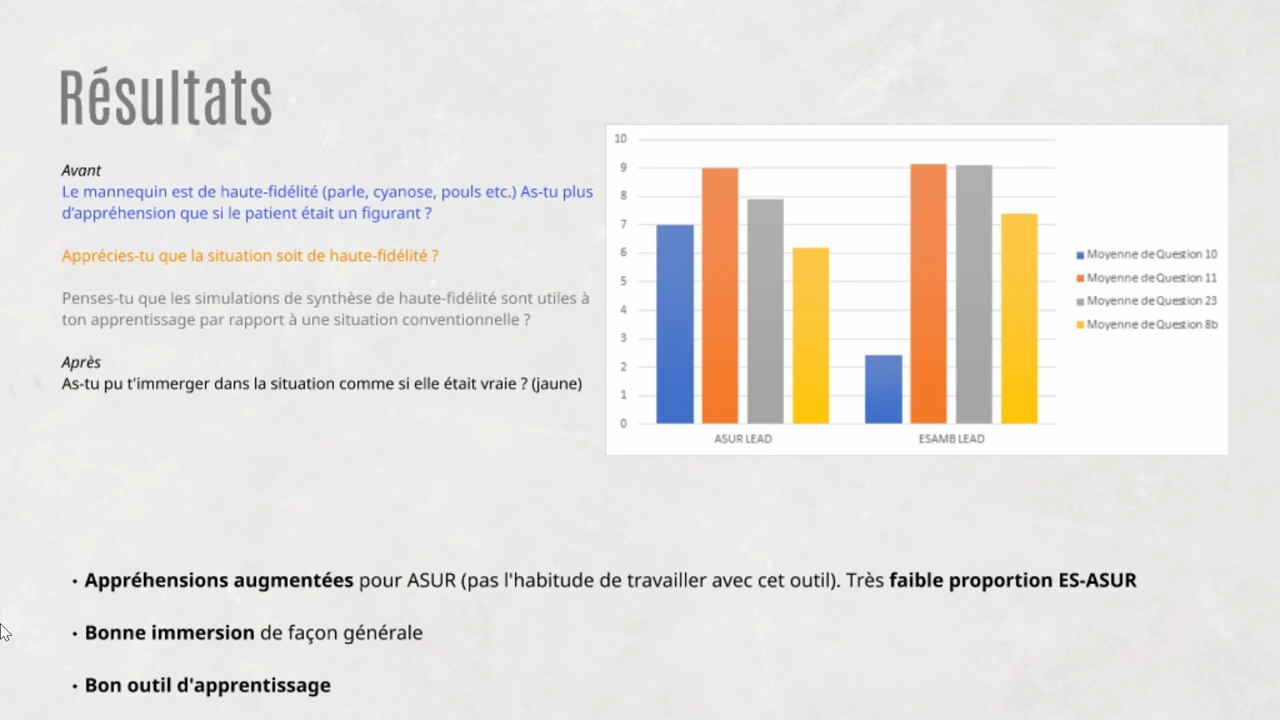 Résultats
Avant
Le mannequin est de haute-fidélité (parle, cyanose, pouls etc.) As-tu plus
d'appréhension que si le patient était un figurant ?
Apprécies-tu que la situation soit de haute-fidélité ?
Penses-tu que les simulations de synthèse de haute-fidélité sont utiles à
ton apprentissage par rapport à une situation conventionnelle ?
Après
As-tu pu t'immerger dans la situation comme si elle était vraie ? (jaune)
10
9
8
7
6
5
4
3
2
1
0
ASUR LEAD
ESAMB LEAD
Moyenne de Question 10
Moyenne de Question 11
Moyenne de Question 23
Moyenne de Question 8b
• Appréhensions augmentées pour ASUR (pas l'habitude de travailler avec cet outil). Très faible proportion ES-ASUR
• Bonne immersion de façon générale
• Bon outil d'apprentissage